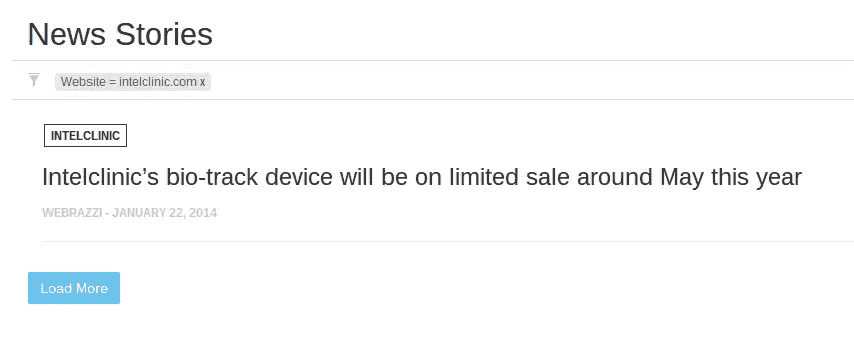 News Stories
Website = intelclinic.com x
INTELCLINIC
Intelclinic’s bio-track device will be on limited sale around May this year
WEBRAZZI - JANUARY 22, 2014
Load More